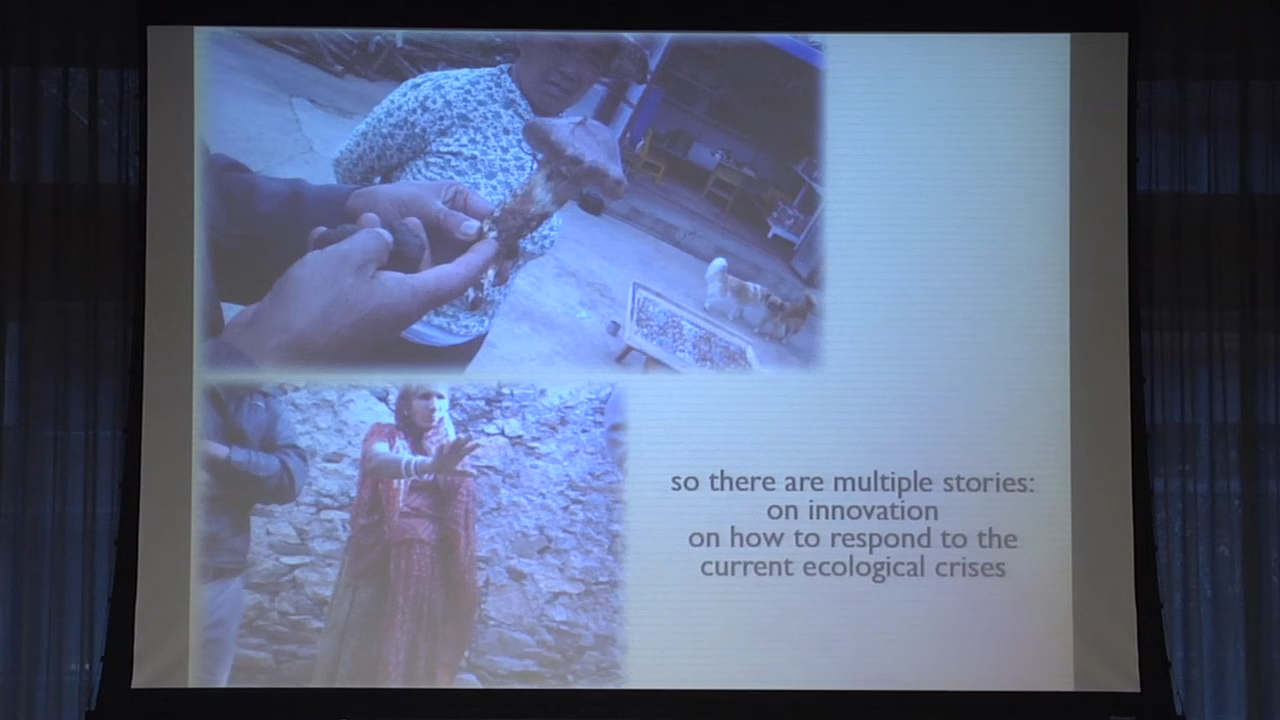 so there are multiple stories:
on innovation
on how to respond to the
current ecological crises